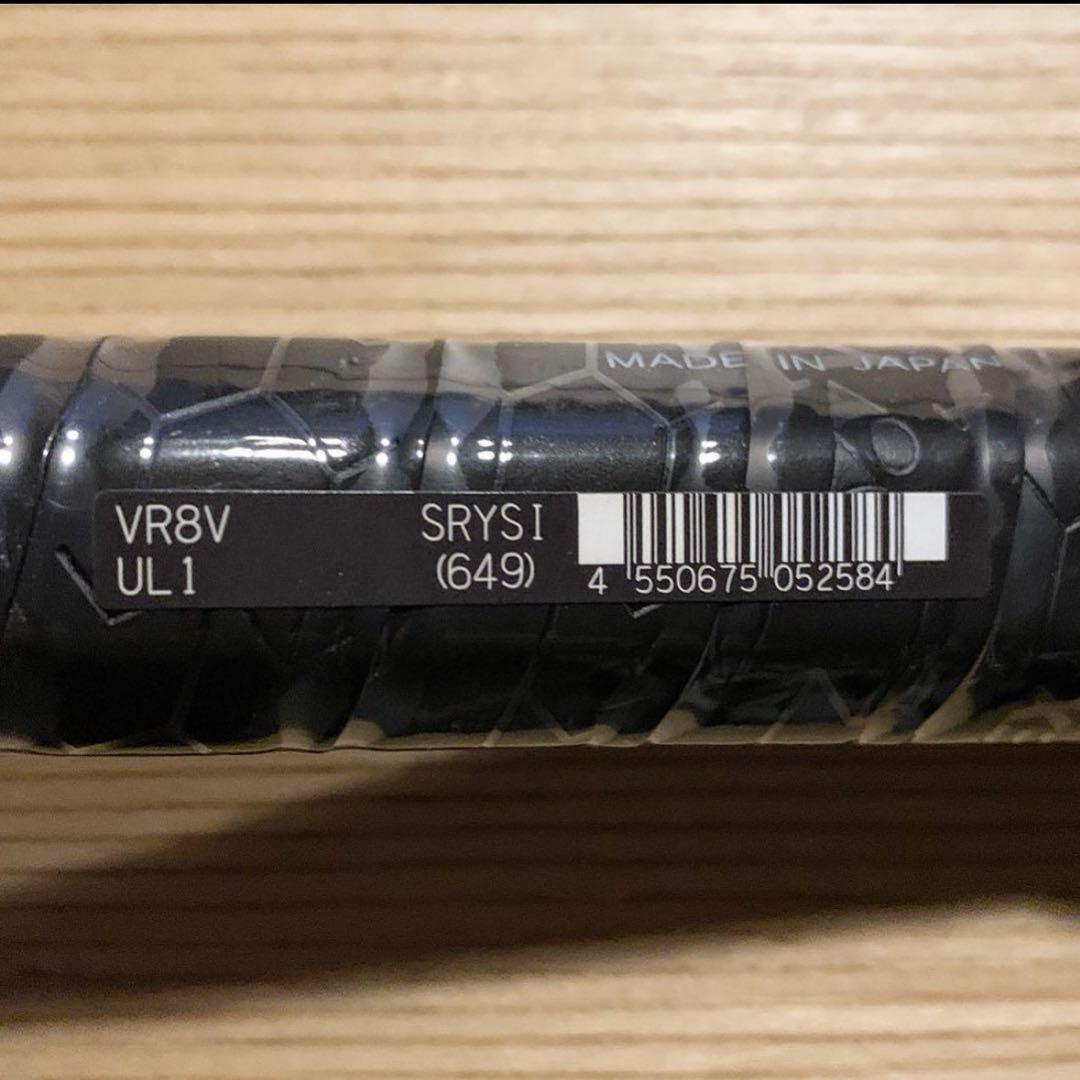 MADE IN JAPAN
VR8V SRYSI
UL1 (649)
4 550675 052584